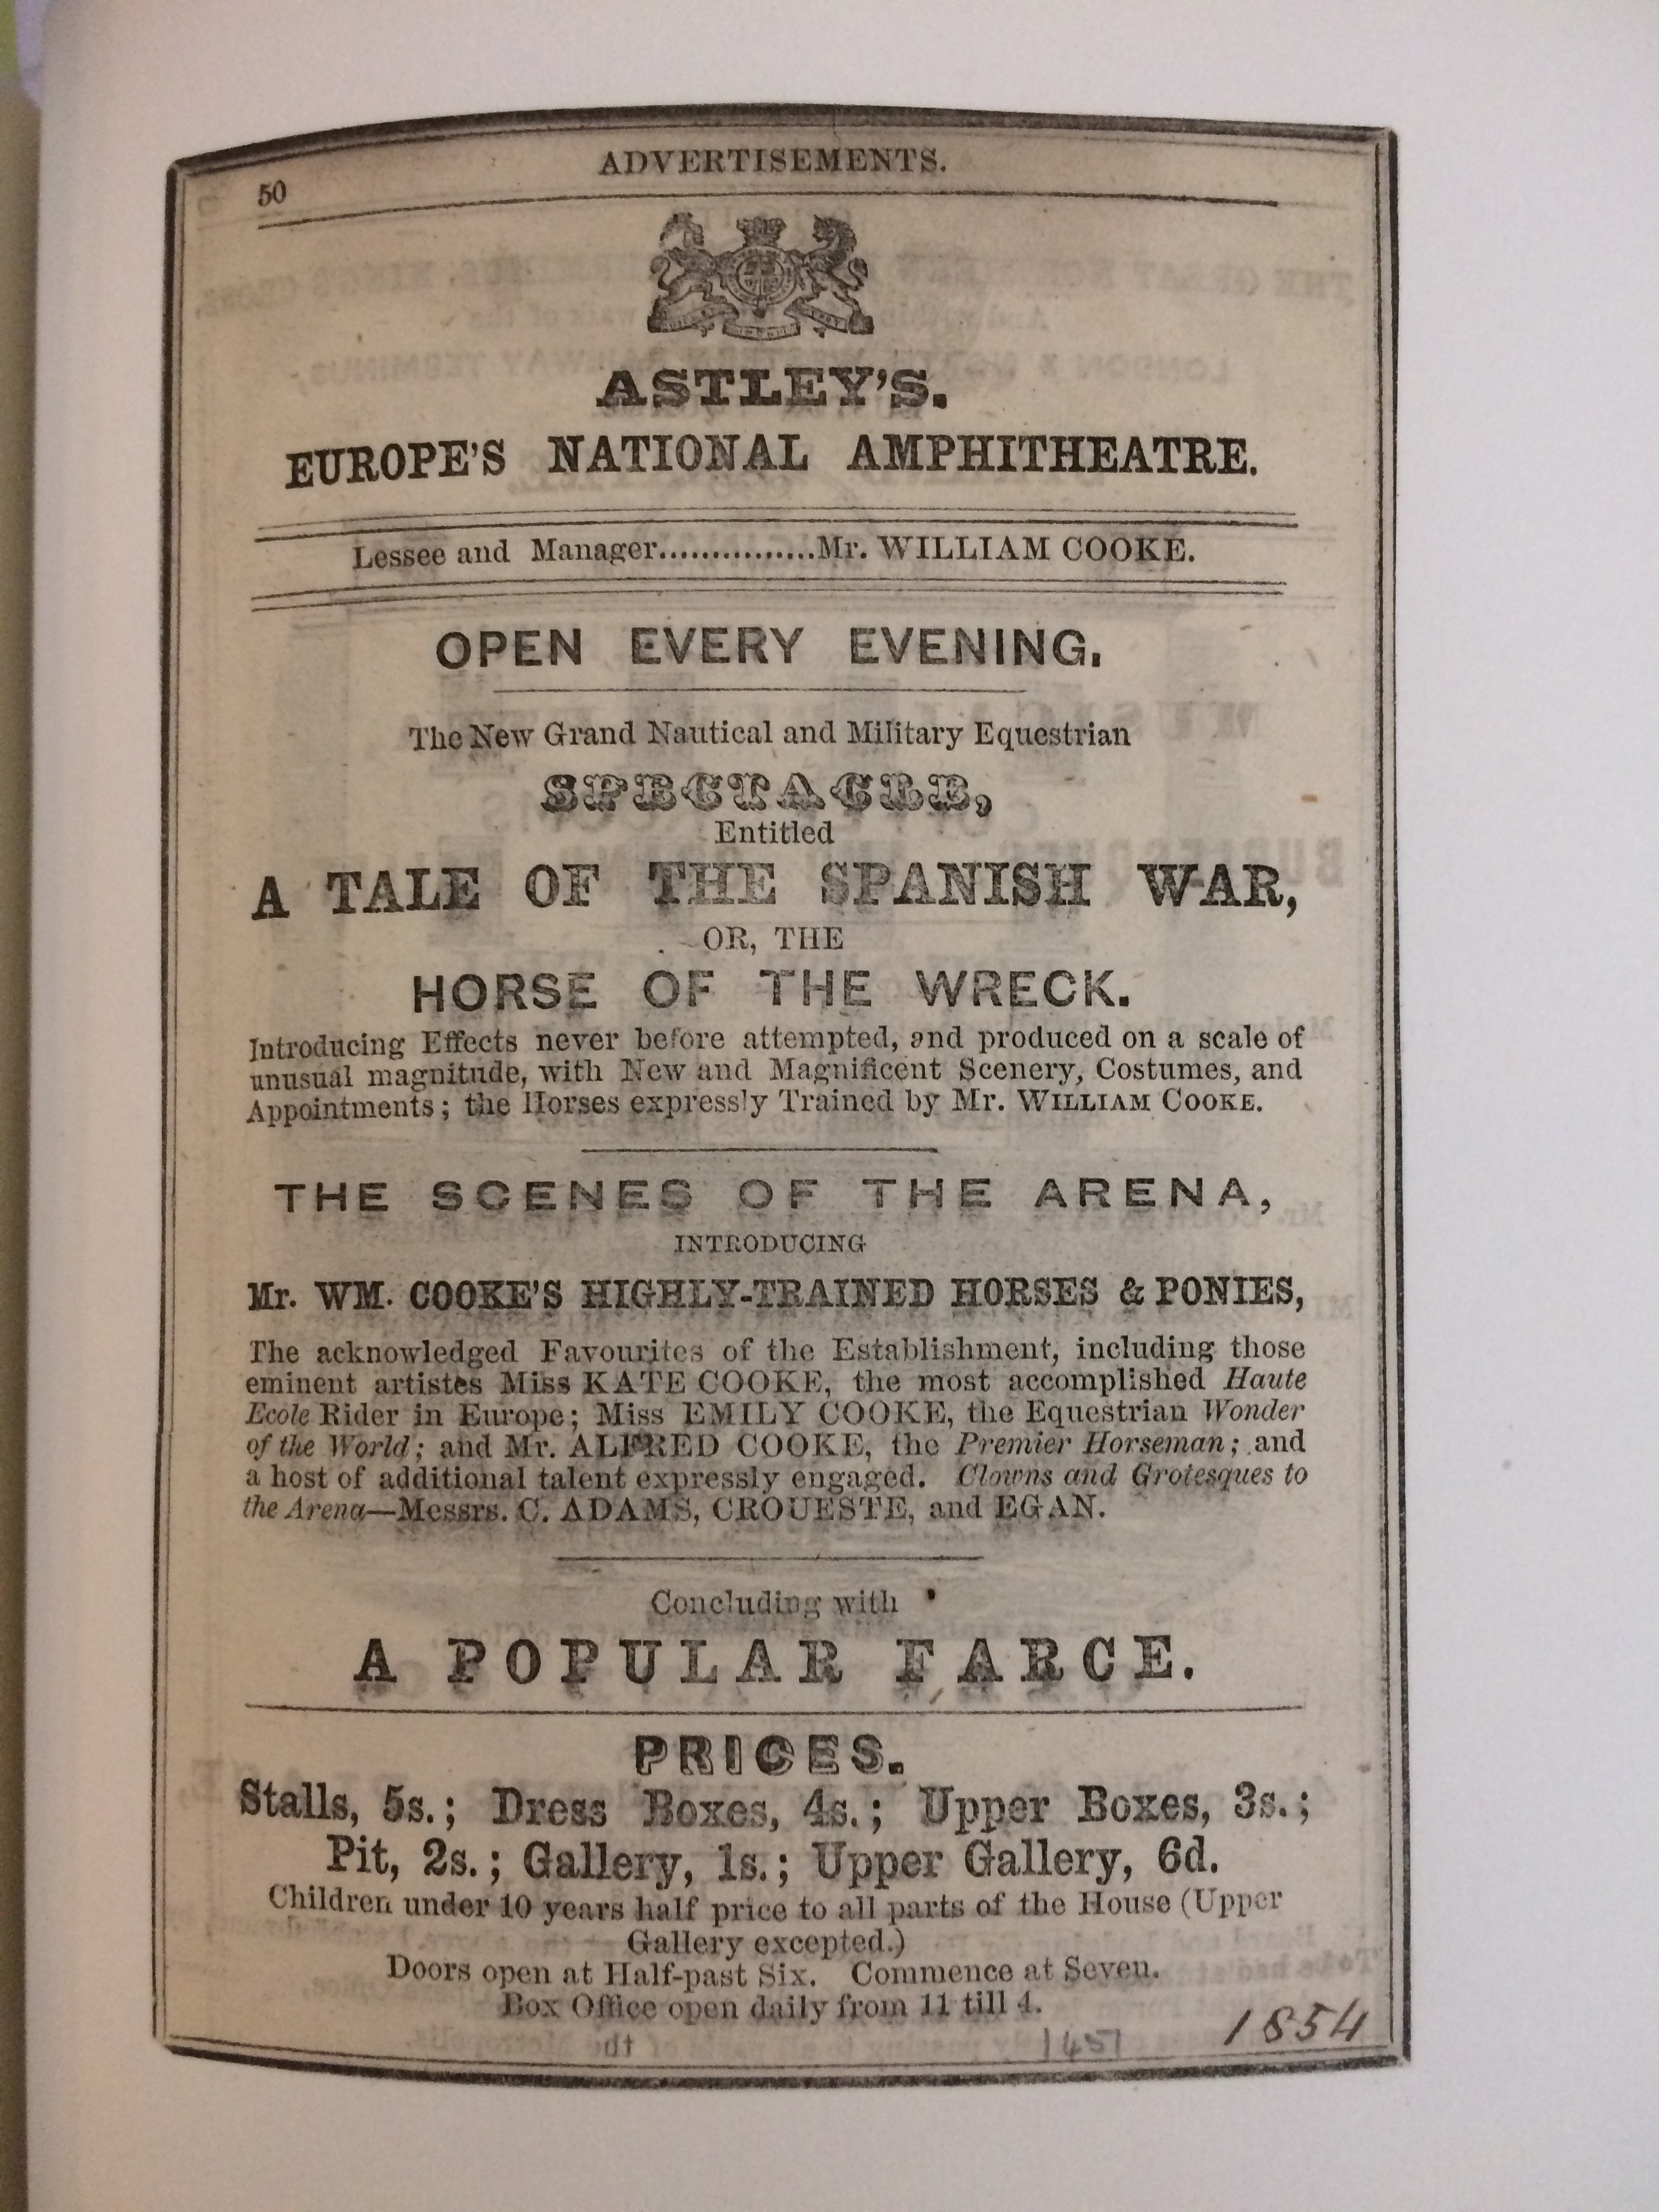 ADVERTISEMENTS.
50
ASTLEY'S.
EUROPE'S NATIONAL AMPHITHEATRE.
Lessee and Manager...............Mr. WILLIAM COOKE.
OPEN EVERY EVENING.
The New Grand Nautical and Military Equestrian
SPECTACLE,
Entitled
A TALE OF THE SPANISH WAR,
OR, THE
HORSE OF THE WRECK.
Introducing Effects never before attempted, and produced on a scale of
unusual magnitude, with New and Magnificent Scenery, Costumes, and
Appointments; the Horses expressly Trained by Mr. WILLIAM COOKE.
THE SCENES OF THE ARENA,
INTRODUCING
Mr. WM. COOKE'S HIGHLY-TRAINED HORSES & PONIES,
The acknowledged Favourites of the Establishment, including those
eminent artistes Miss KATE COOKE, the most accomplished Haute
Ecole Rider in Europe; Miss EMILY COOKE, the Equestrian Wonder
of the World; and Mr. ALFRED COOKE, the Premier Horseman; and
a host of additional talent expressly engaged. Clowns and Grotesques to
the Arena—Messrs. C. ADAMS, CROUESTE, and EGAN.
Concluding with
A POPULAR FARCE.
PRICES.
Stalls, 5s.; Dress Boxes, 4s.; Upper Boxes, 3s.;
Pit, 2s.; Gallery, 1s.; Upper Gallery, 6d.
Children under 10 years half price to all parts of the House (Upper
Gallery excepted.)
Doors open at Half-past Six. Commence at Seven.
Box Office open daily from 11 till 4.
1854